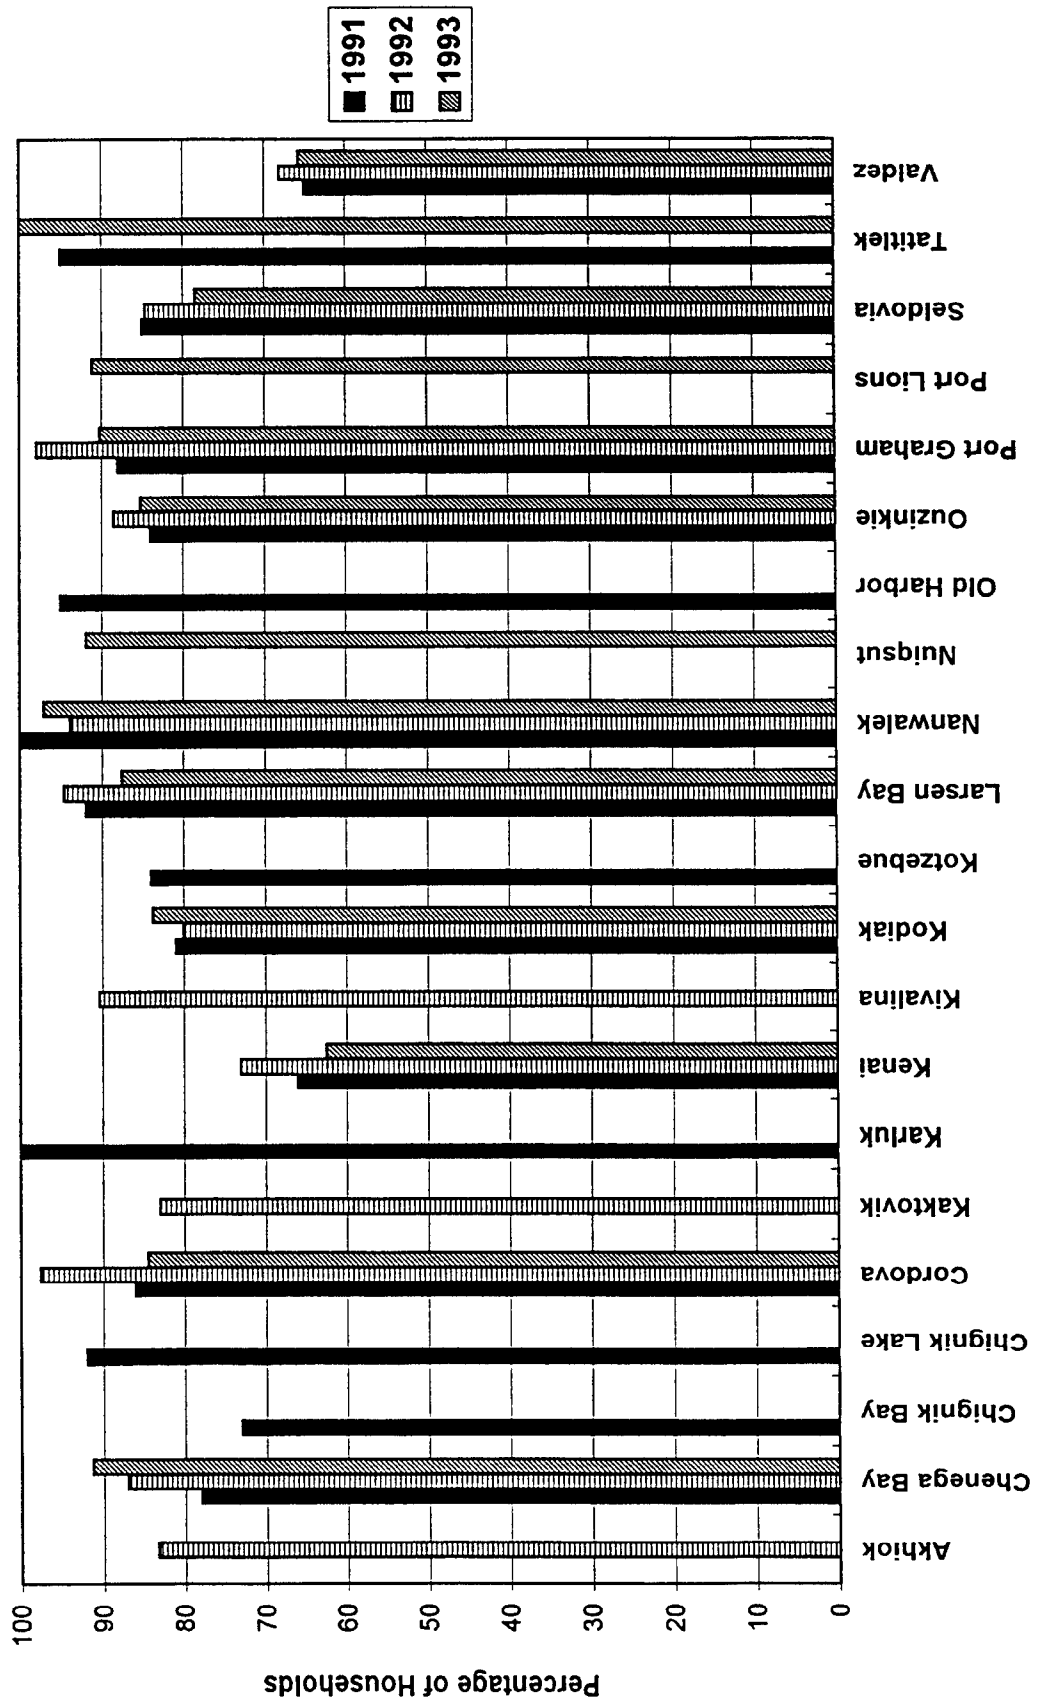 1991
1992
1993
Percentage of Households
100
90
80
70
60
50
40
30
20
10
0
Akhiok
Chenega Bay
Chignik Bay
Chignik Lake
Cordova
Kaktovik
Karluk
Kenai
Kivalina
Kodiak
Kotzebue
Larsen Bay
Nanwalek
Nuiqsut
Old Harbor
Ouzinkie
Port Graham
Port Lions
Seldovia
Tatitlek
Valdez